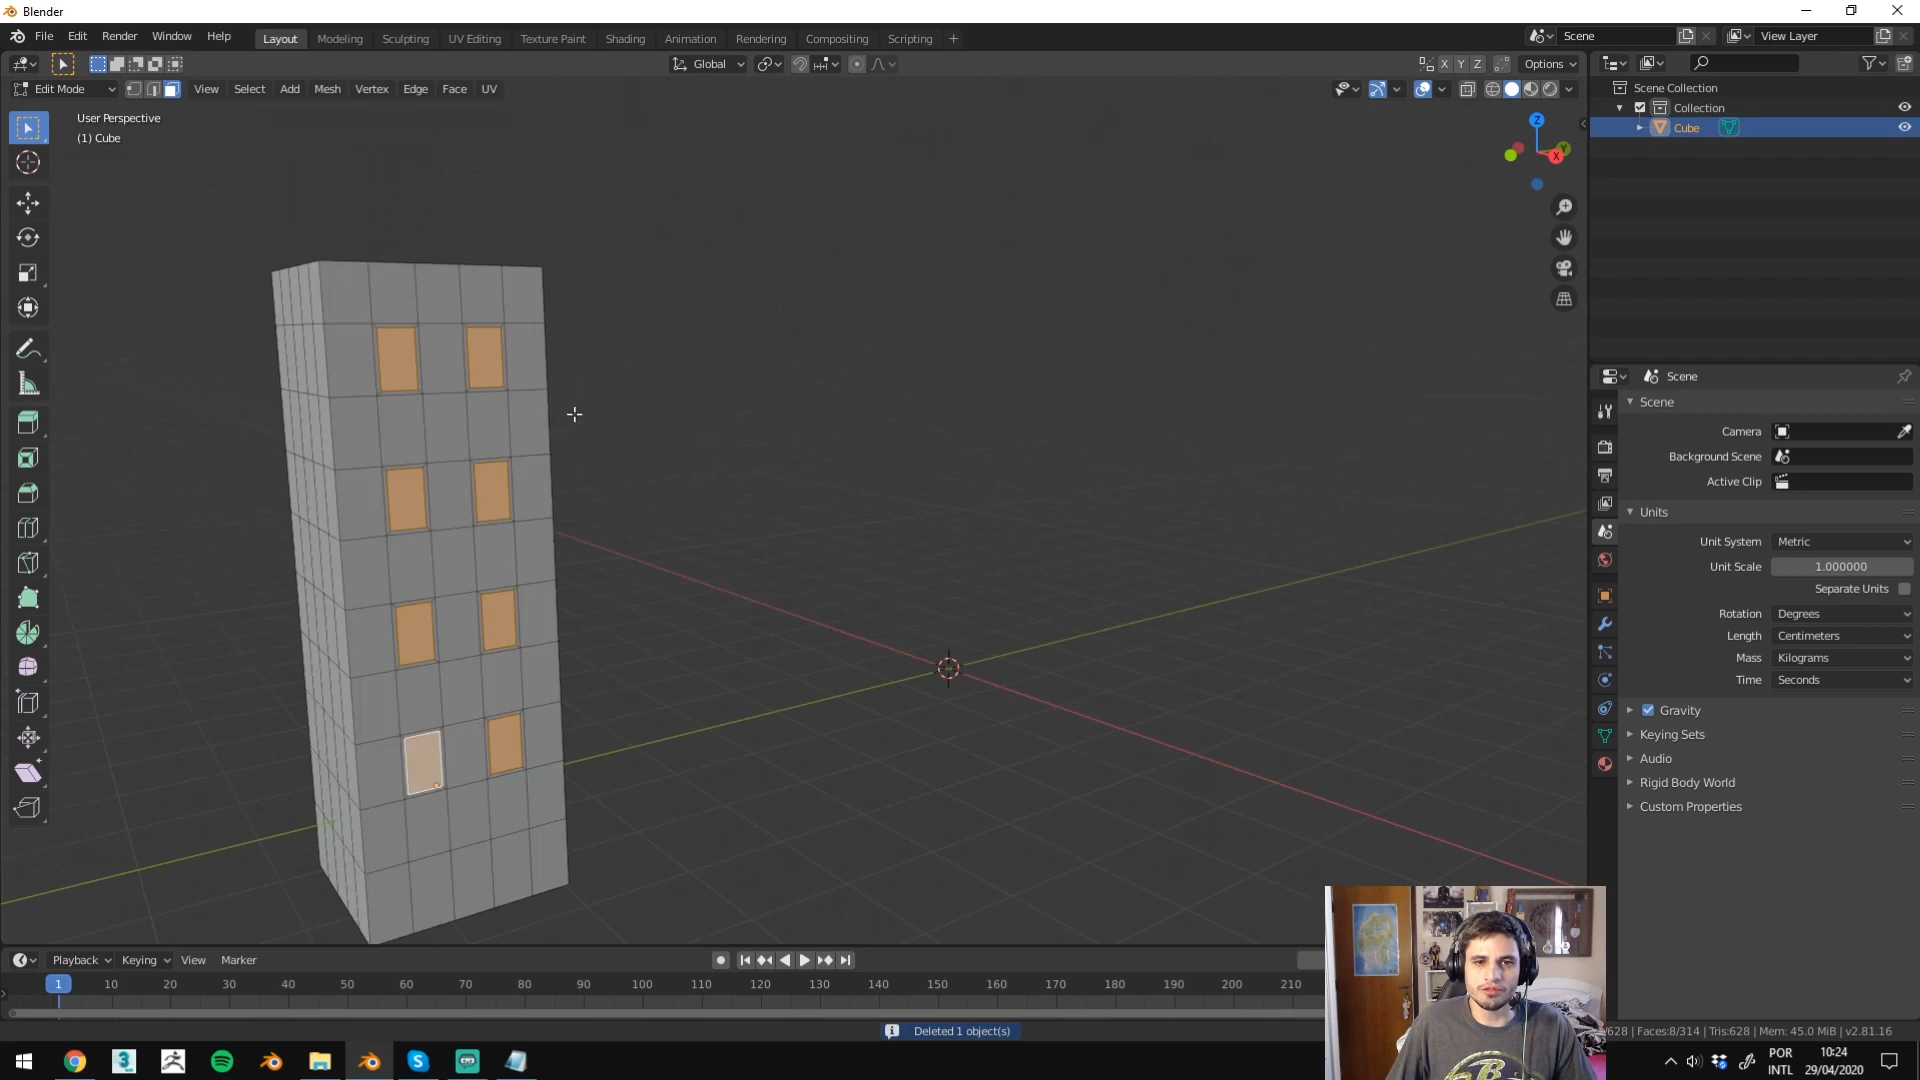 Blender
File Edit Render Window Help
Layout Modeling Sculpting UV Editing Texture Paint Shading Animation Rendering Compositing Scripting +
Scene
View Layer
Global
X Y Z
Options
Edit Mode
View Select Add Mesh Vertex Edge Face UV
User Perspective
(1) Cube
Z
X
Y
Scene Collection
Collection
Cube
Scene
Scene
Camera
Background Scene
Active Clip
Units
Unit System Metric
Unit Scale 1.000000
Separate Units
Rotation Degrees
Length Centimeters
Mass Kilograms
Time Seconds
Gravity
Keying Sets
Audio
Rigid Body World
Custom Properties
Playback Keying View Marker
1 10 20 30 40 50 60 70 80 90 100 110 120 130 140 150 160 170 180 190 200 210
Deleted 1 object(s)
/628 | Faces:8/314 | Tris:628 | Mem: 45.0 MiB | v2.81.16
POR
INTL
10:24
29/04/2020